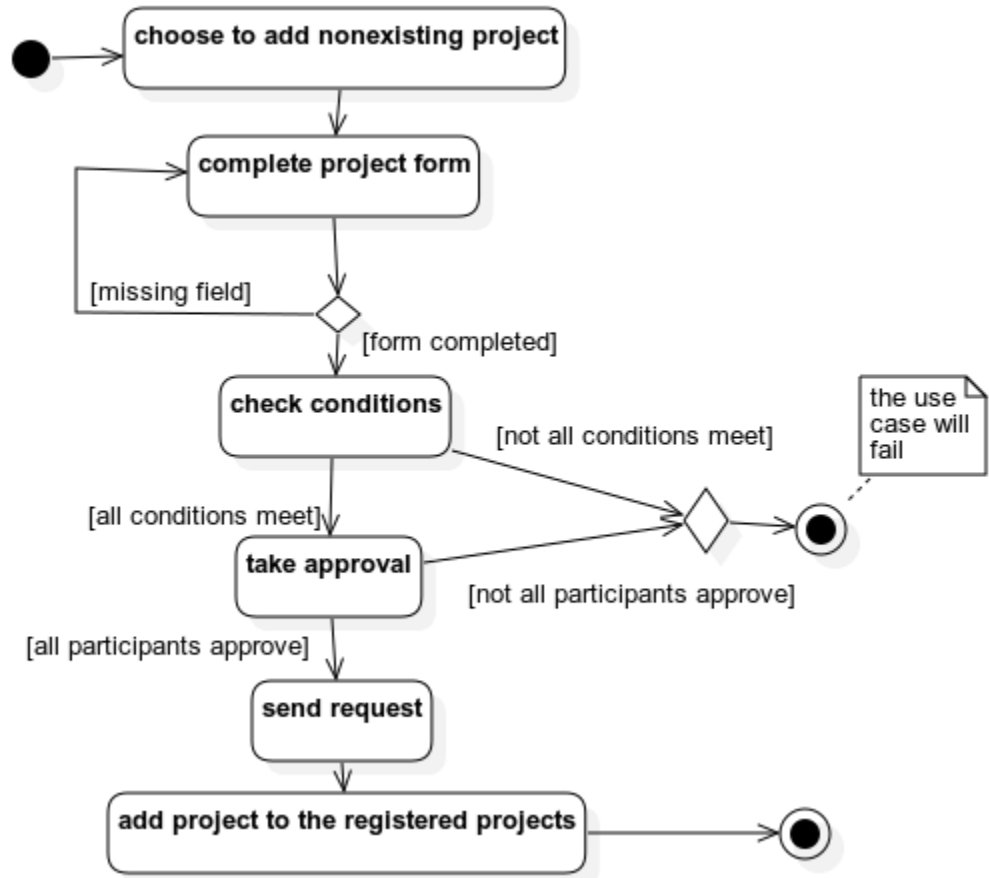 choose to add nonexisting project
complete project form
[missing field]
[form completed]
check conditions
the use
case will
fail
[not all conditions meet]
[all conditions meet]
take approval
[not all participants approve]
[all participants approve]
send request
add project to the registered projects